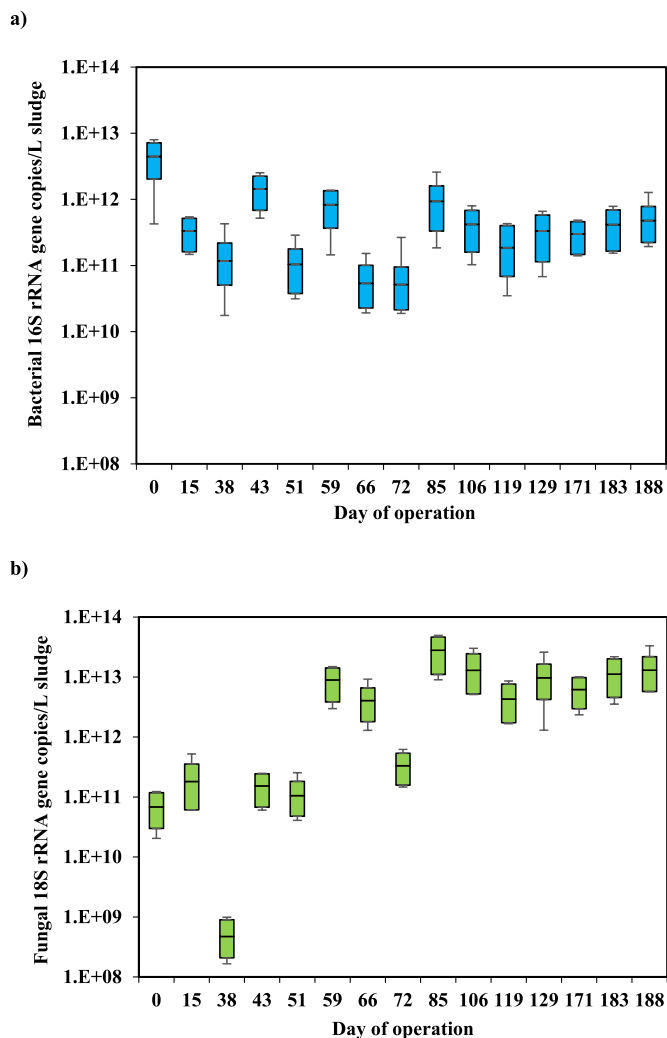 a)
Bacterial 16S rRNA gene copies/L sludge
1.E+14
1.E+13
1.E+12
1.E+11
1.E+10
1.E+09
1.E+08
0 15 38 43 51 59 66 72 85 106 119 129 171 183 188
Day of operation
b)
Fungal 18S rRNA gene copies/L sludge
1.E+14
1.E+13
1.E+12
1.E+11
1.E+10
1.E+09
1.E+08
0 15 38 43 51 59 66 72 85 106 119 129 171 183 188
Day of operation